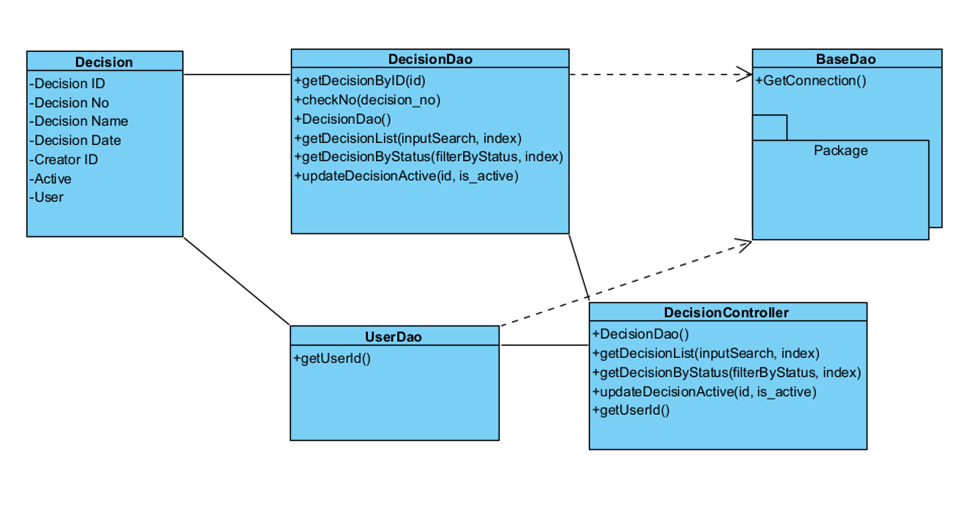 Decision
-Decision ID
-Decision No
-Decision Name
-Decision Date
-Creator ID
-Active
-User
DecisionDao
+getDecisionByID(id)
+checkNo(decision_no)
+DecisionDao()
+getDecisionList(inputSearch, index)
+getDecisionByStatus(filterByStatus, index)
+updateDecisionActive(id, is_active)
BaseDao
+GetConnection()
Package
UserDao
+getUserId()
DecisionController
+DecisionDao()
+getDecisionList(inputSearch, index)
+getDecisionByStatus(filterByStatus, index)
+updateDecisionActive(id, is_active)
+getUserId()